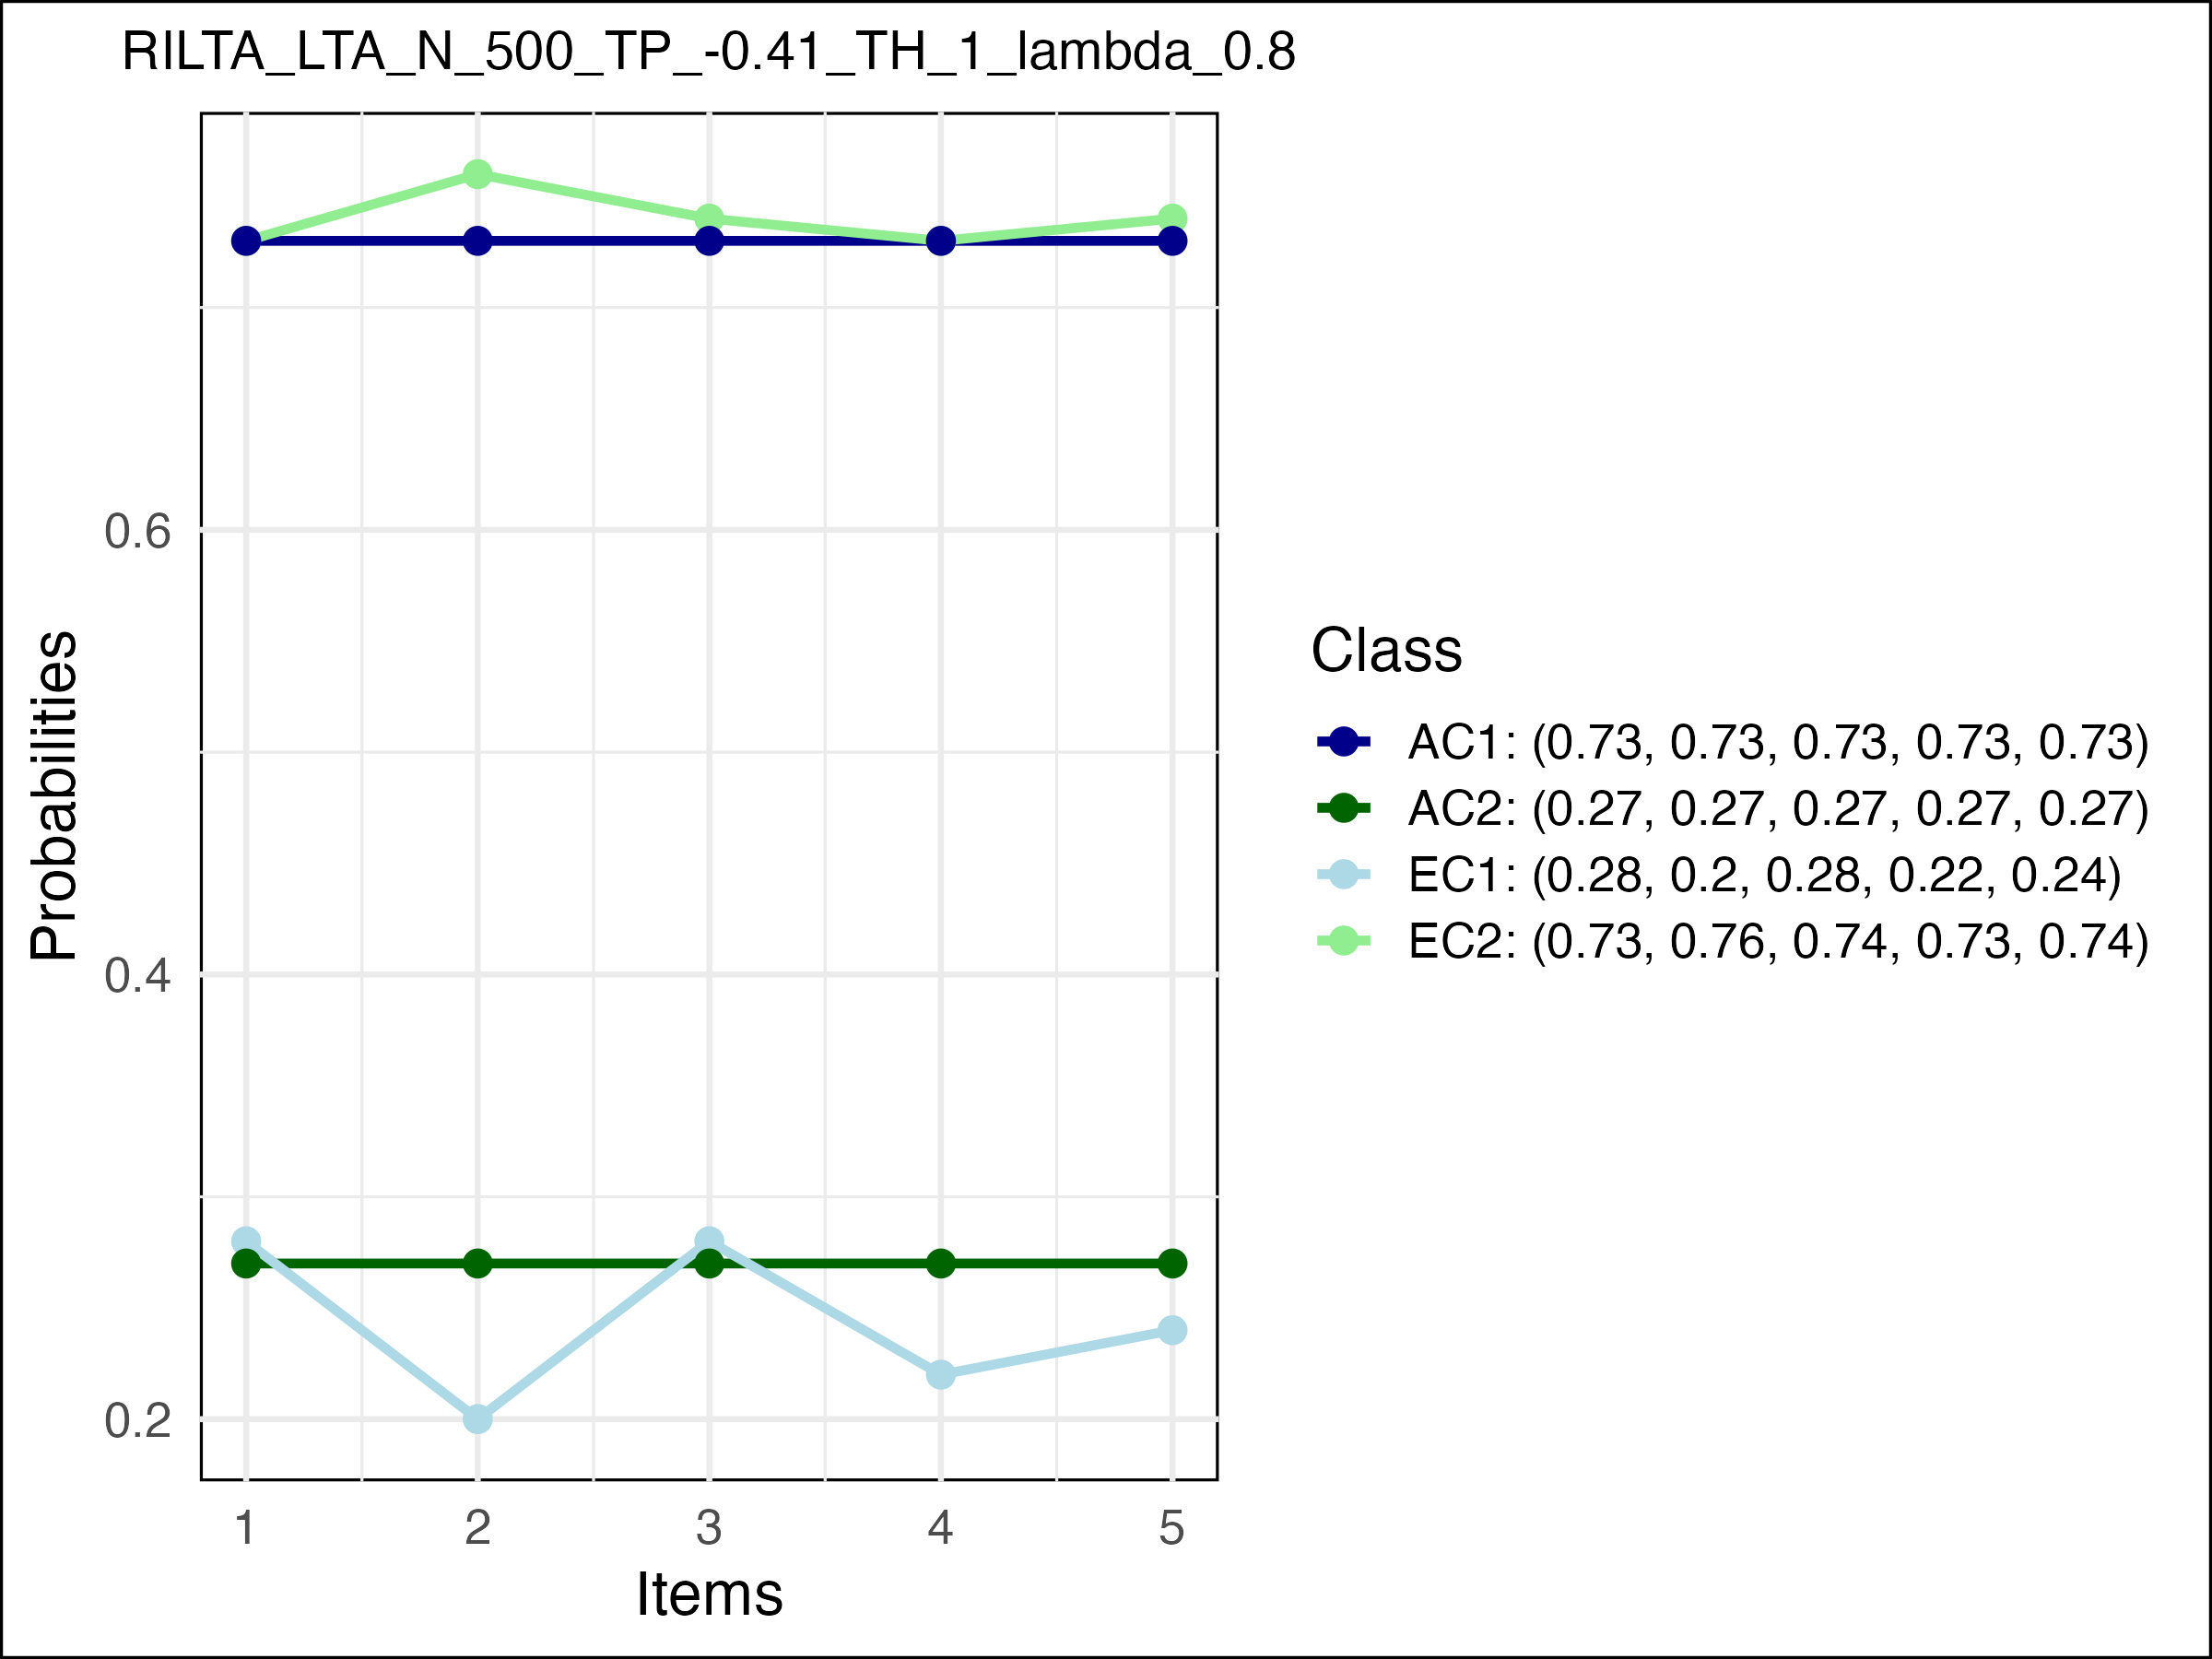 RILTA_LTA_N_500_TP_-0.41_TH_1_lambda_0.8
Probabilities
0.6
0.4
0.2
1 2 3 4 5
Items
Class
AC1: (0.73, 0.73, 0.73, 0.73, 0.73)
AC2: (0.27, 0.27, 0.27, 0.27, 0.27)
EC1: (0.28, 0.2, 0.28, 0.22, 0.24)
EC2: (0.73, 0.76, 0.74, 0.73, 0.74)